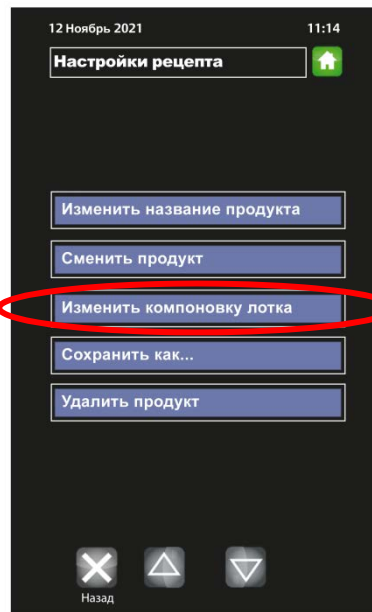 12 Ноябрь 2021 11:14
Настройки рецепта
Изменить название продукта
Сменить продукт
Изменить компоновку лотка
Сохранить как...
Удалить продукт
Назад